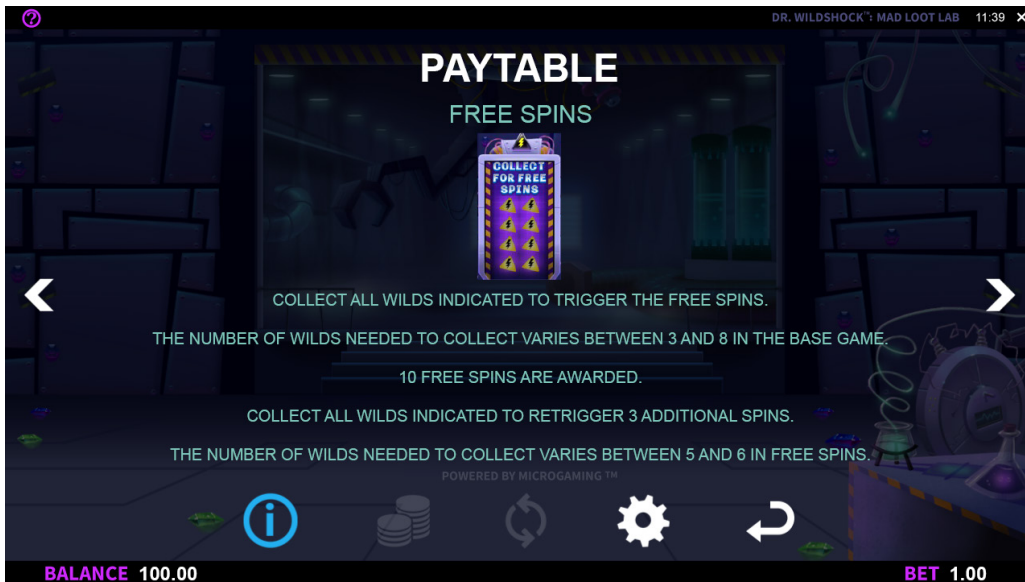 DR. WILDSHOCK™: MAD LOOT LAB 11:39
PAYTABLE
FREE SPINS
COLLECT
FOR FREE
SPINS
COLLECT ALL WILDS INDICATED TO TRIGGER THE FREE SPINS.
THE NUMBER OF WILDS NEEDED TO COLLECT VARIES BETWEEN 3 AND 8 IN THE BASE GAME.
10 FREE SPINS ARE AWARDED.
COLLECT ALL WILDS INDICATED TO RETRIGGER 3 ADDITIONAL SPINS.
THE NUMBER OF WILDS NEEDED TO COLLECT VARIES BETWEEN 5 AND 6 IN FREE SPINS.
POWERED BY MICROGAMING ™
BALANCE 100.00 BET 1.00